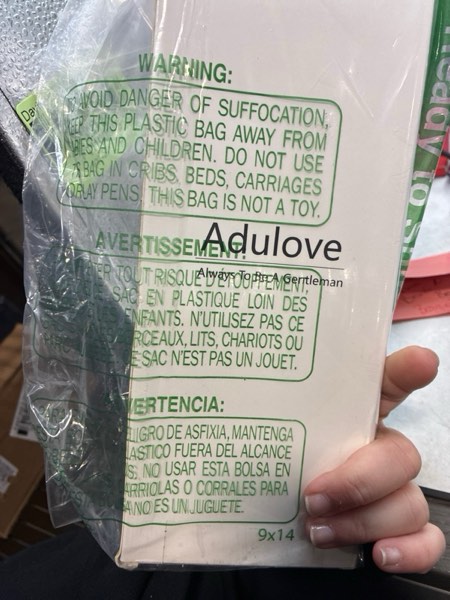 WARNING:
AVOID DANGER OF SUFFOCATION,
THIS PLASTIC BAG AWAY FROM
AND CHILDREN. DO NOT USE
BAG IN CRIBS, BEDS, CARRIAGES
PLAY PENS. THIS BAG IS NOT A TOY.
AVERTISSEMENT:
Adulove
Always To Be A Gentleman
TOUT RISQUE D'ÉTOUFFEMENT,
SAC EN PLASTIQUE LOIN DES
ENFANTS. N'UTILISEZ PAS CE
LITS, CHARIOTS OU
SAC N'EST PAS UN JOUET.
DE ASFIXIA, MANTENGA
FUERA DEL ALCANCE
NO USAR ESTA BOLSA EN
O CORRALES PARA
NO ES UN JUGUETE.
9x14
Ready to